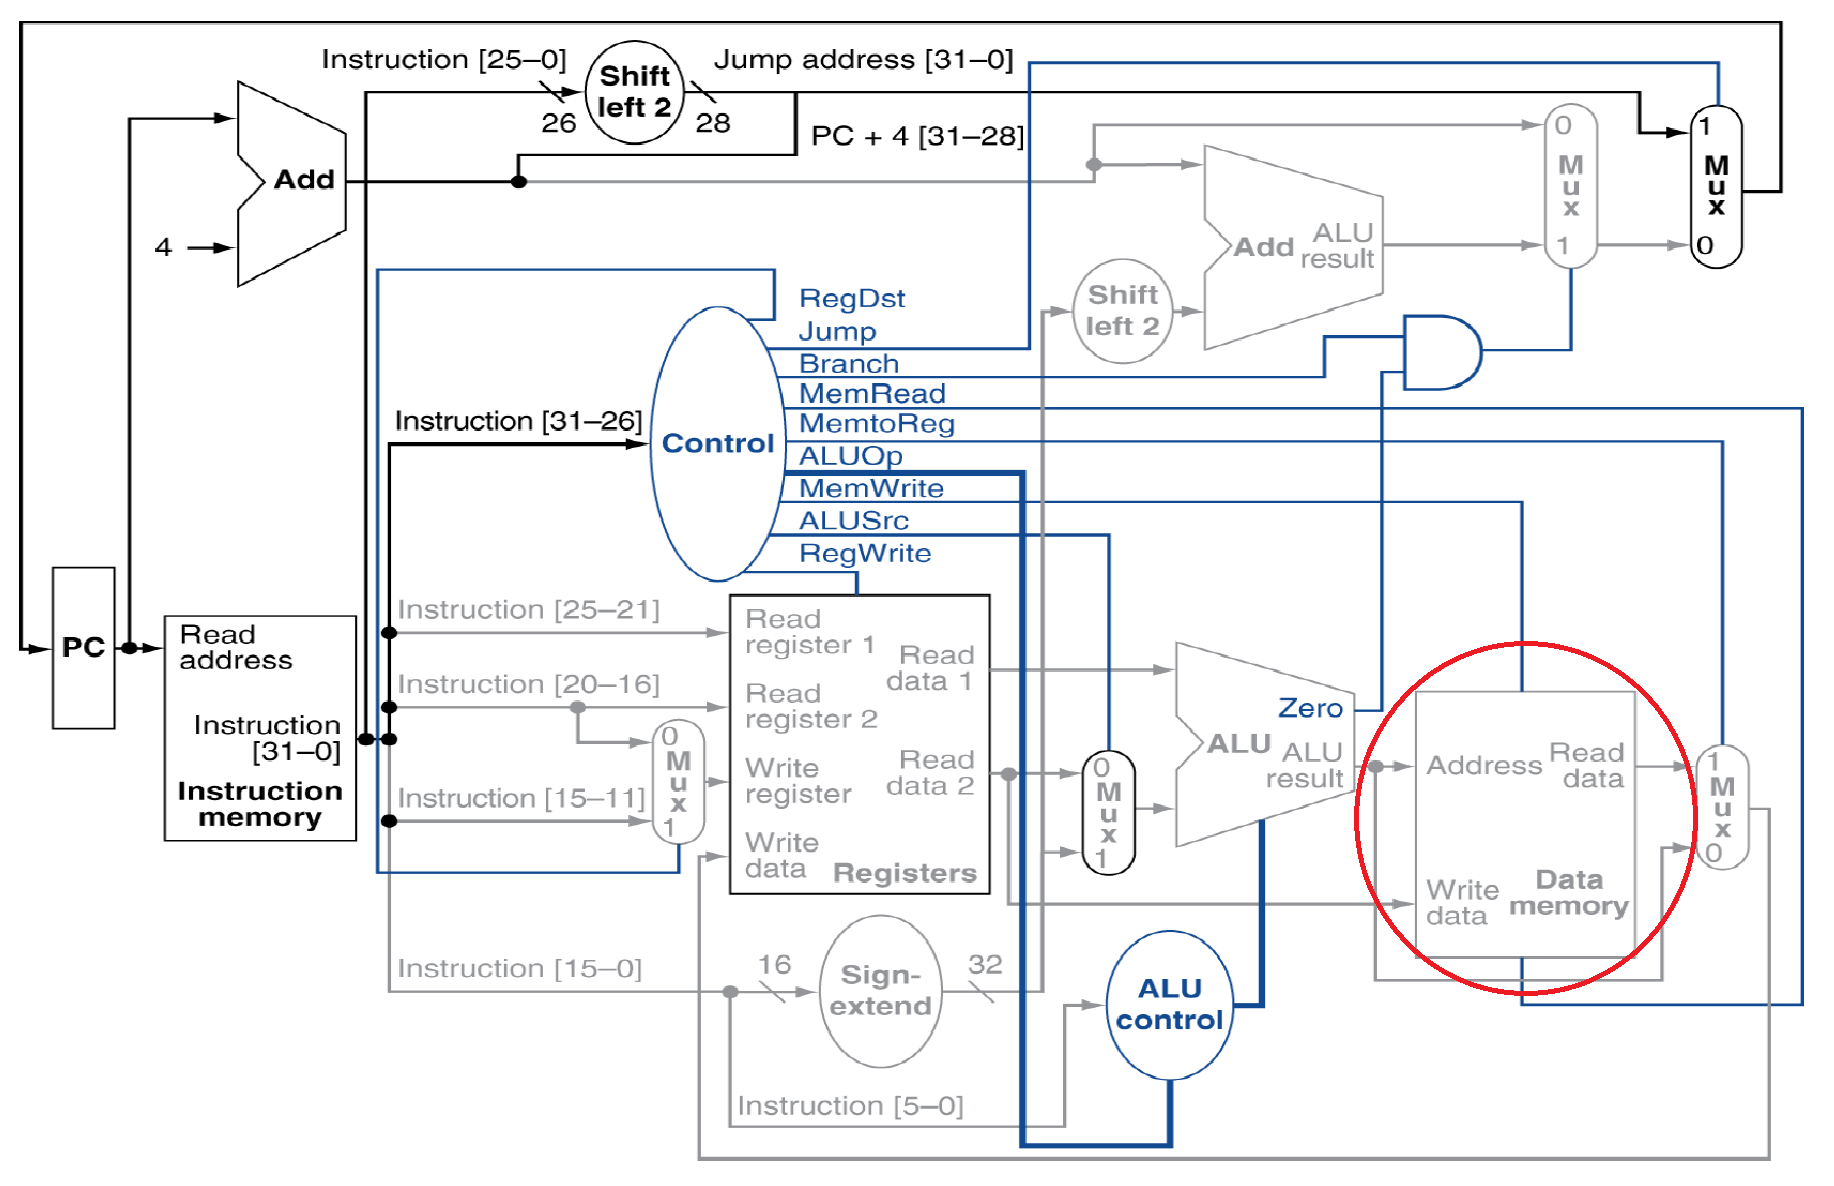 Instruction [25–0]
Shift
left 2
Jump address [31–0]
26
28
PC + 4 [31–28]
Add
4
0
M
u
x
1
1
M
u
x
0
Add
ALU
result
Shift
left 2
RegDst
Jump
Branch
MemRead
MemtoReg
ALUOp
MemWrite
ALUSrc
RegWrite
Instruction [31–26]
Control
PC
Read
address
Instruction
[31–0]
Instruction
memory
Instruction [25–21]
Instruction [20–16]
Instruction [15–11]
0
M
u
x
1
Read
register 1
Read
register 2
Write
register
Write
data
Read
data 1
Read
data 2
Registers
0
M
u
x
1
Zero
ALU
ALU
result
Address
Read
data
Write
data
Data
memory
1
M
u
x
0
Instruction [15–0]
16
Sign-
extend
32
ALU
control
Instruction [5–0]